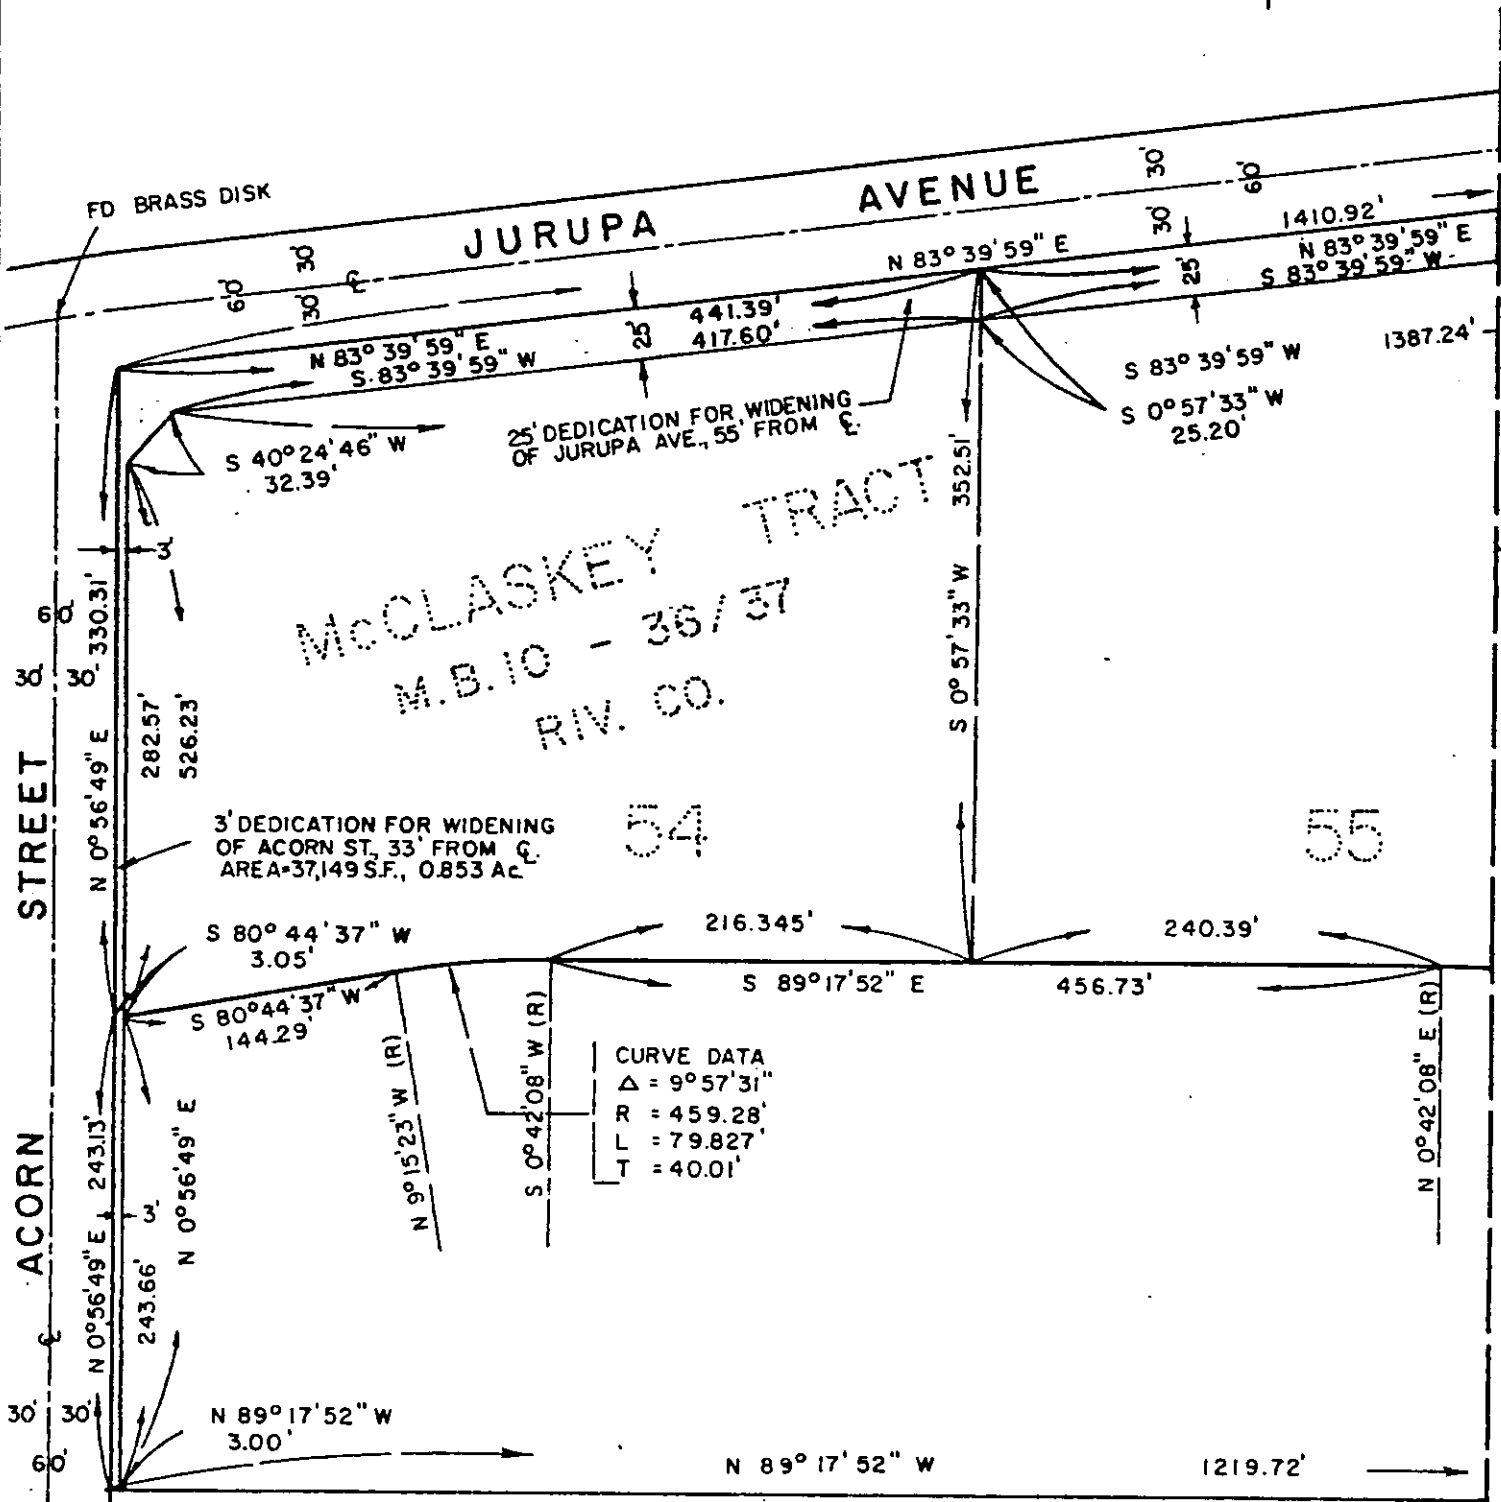 FD BRASS DISK
JURUPA AVENUE
30'
60'
30'
1410.92'
N 83°39'59" E
S 83°39'59" W
25'
1387.24'
N 83°39'59" E
60'
30'
30'
℄
441.39'
417.60'
25'
N 83°39'59" E
S 83°39'59" W
S 83°39'59" W
S 0°57'33" W
25.20'
25' DEDICATION FOR WIDENING
OF JURUPA AVE., 55' FROM ℄.
S 40°24'46" W
32.39'
3'
McCLASKEY TRACT
M.B. 10 - 36/37
RIV. CO.
S 0°57'33" W 352.51'
60'
30' 30'
N 0°56'49" E 330.31'
282.57'
526.23'
ACORN STREET
3' DEDICATION FOR WIDENING
OF ACORN ST., 33' FROM ℄.
AREA=37,149 S.F., 0.853 Ac.
54
55
S 80°44'37" W
3.05'
216.345'
240.39'
S 89°17'52" E
456.73'
S 80°44'37" W
144.29'
N 9°15'23" W (R)
S 0°42'08" W (R)
N 0°42'08" E (R)
CURVE DATA
Δ = 9°57'31"
R = 459.28'
L = 79.827'
T = 40.01'
N 0°56'49" E 243.13'
N 0°56'49" E
3'
243.66'
℄
30' 30'
60'
N 89°17'52" W
3.00'
N 89°17'52" W
1219.72'